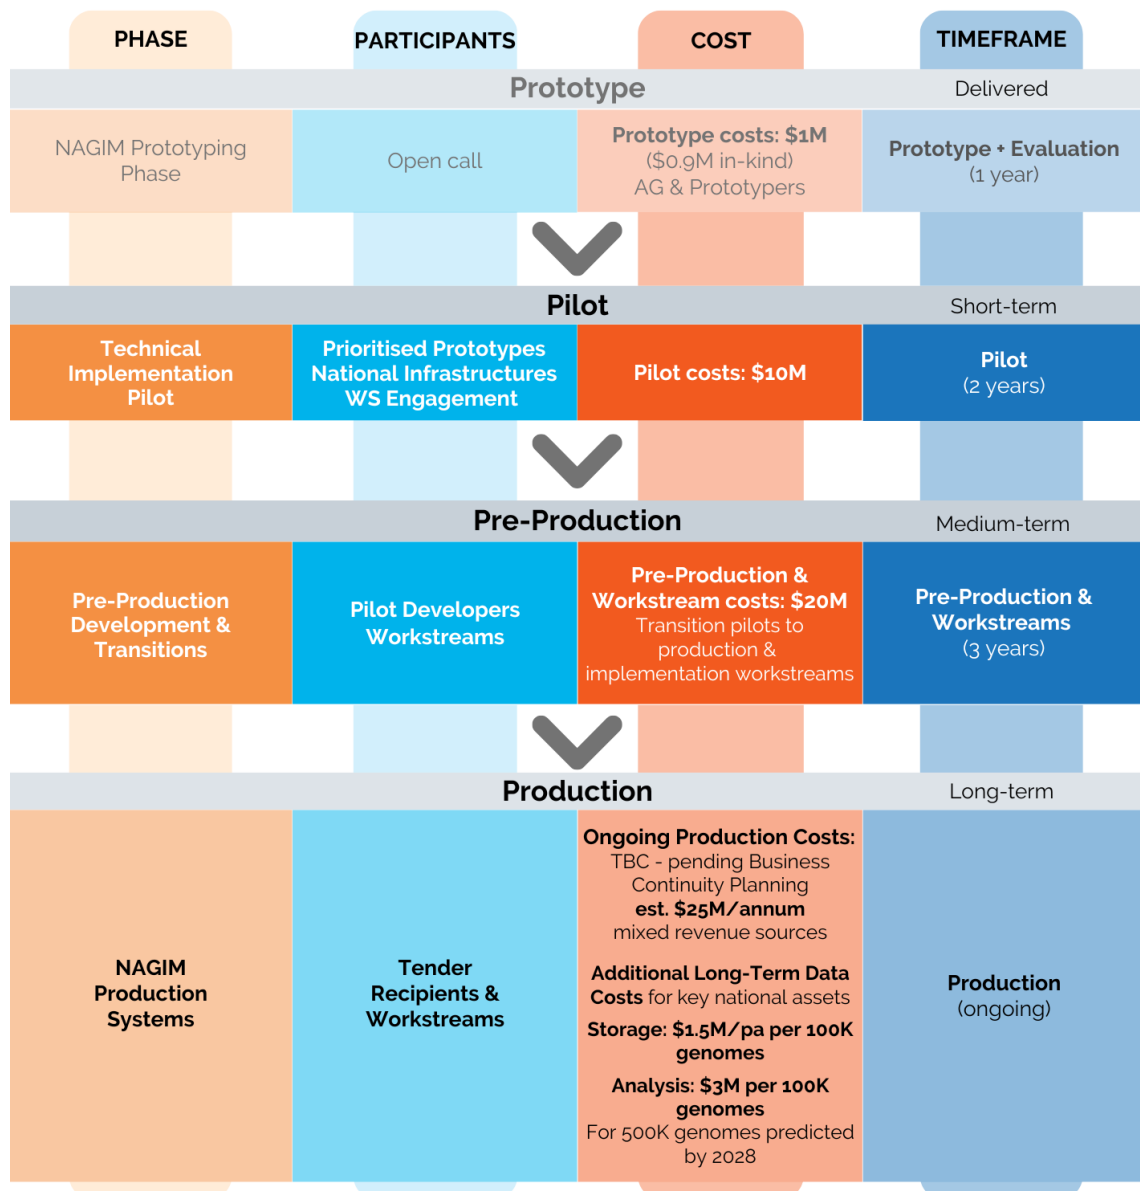 PHASE
PARTICIPANTS
COST
TIMEFRAME
Prototype
Delivered
NAGIM Prototyping
Phase
Open call
Prototype costs: $1M
($0.9M in-kind)
AG & Prototypers
Prototype + Evaluation
(1 year)
Pilot
Short-term
Technical
Implementation
Pilot
Prioritised Prototypes
National Infrastructures
WS Engagement
Pilot costs: $10M
Pilot
(2 years)
Pre-Production
Medium-term
Pre-Production
Development &
Transitions
Pilot Developers
Workstreams
Pre-Production &
Workstream costs: $20M
Transition pilots to
production &
implementation workstreams
Pre-Production &
Workstreams
(3 years)
Production
Long-term
NAGIM
Production
Systems
Tender
Recipients &
Workstreams
Ongoing Production Costs:
TBC - pending Business
Continuity Planning
est. $25M/annum
mixed revenue sources
Additional Long-Term Data
Costs for key national assets
Storage: $1.5M/pa per 100K
genomes
Analysis: $3M per 100K
genomes
For 500K genomes predicted
by 2028
Production
(ongoing)